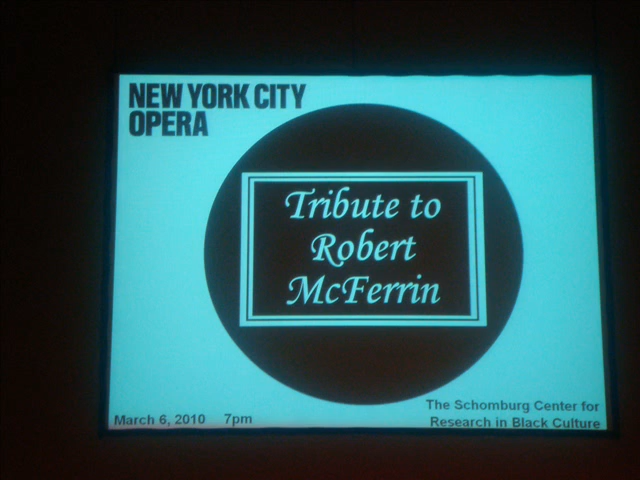 NEW YORK CITY
OPERA
Tribute to
Robert
McFerrin
March 6, 2010 7pm
The Schomburg Center for
Research in Black Culture